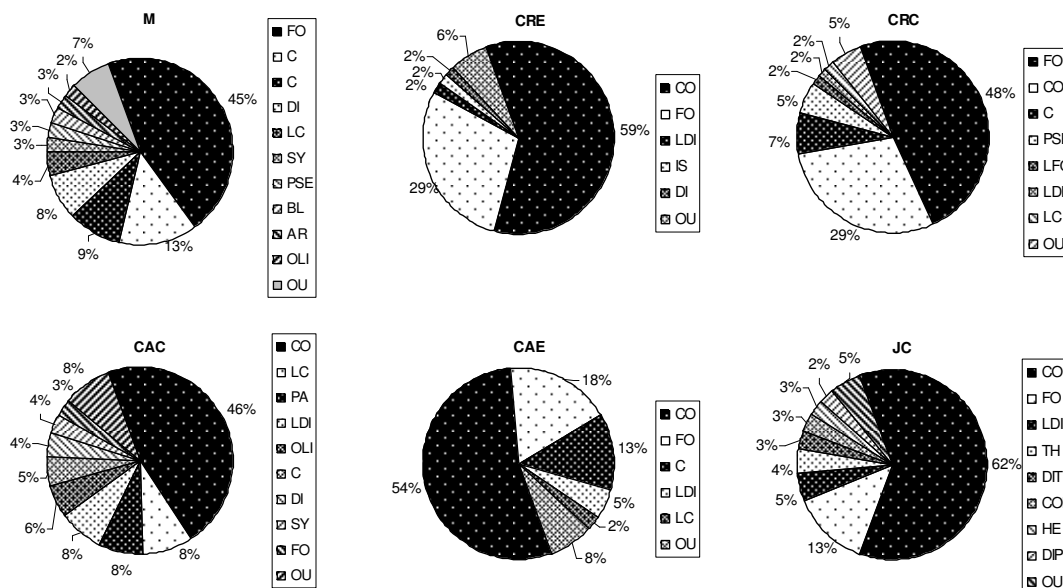 M
FO
C
C
DI
LC
SY
PSE
BL
AR
OLI
OU
45%
13%
9%
8%
4%
3%
3%
3%
3%
2%
7%
CRE
CO
FO
LDI
IS
DI
OU
59%
29%
2%
2%
2%
6%
CRC
FO
CO
C
PSE
LFO
LDI
LC
OU
48%
29%
7%
5%
2%
2%
2%
5%
CAC
CO
LC
PA
LDI
OLI
C
DI
SY
FO
OU
46%
8%
8%
8%
6%
5%
4%
4%
3%
8%
CAE
CO
FO
C
LDI
LC
OU
54%
18%
13%
5%
2%
8%
JC
CO
FO
LDI
TH
DIT
CO
HE
DIP
OU
62%
13%
5%
4%
3%
3%
3%
2%
5%